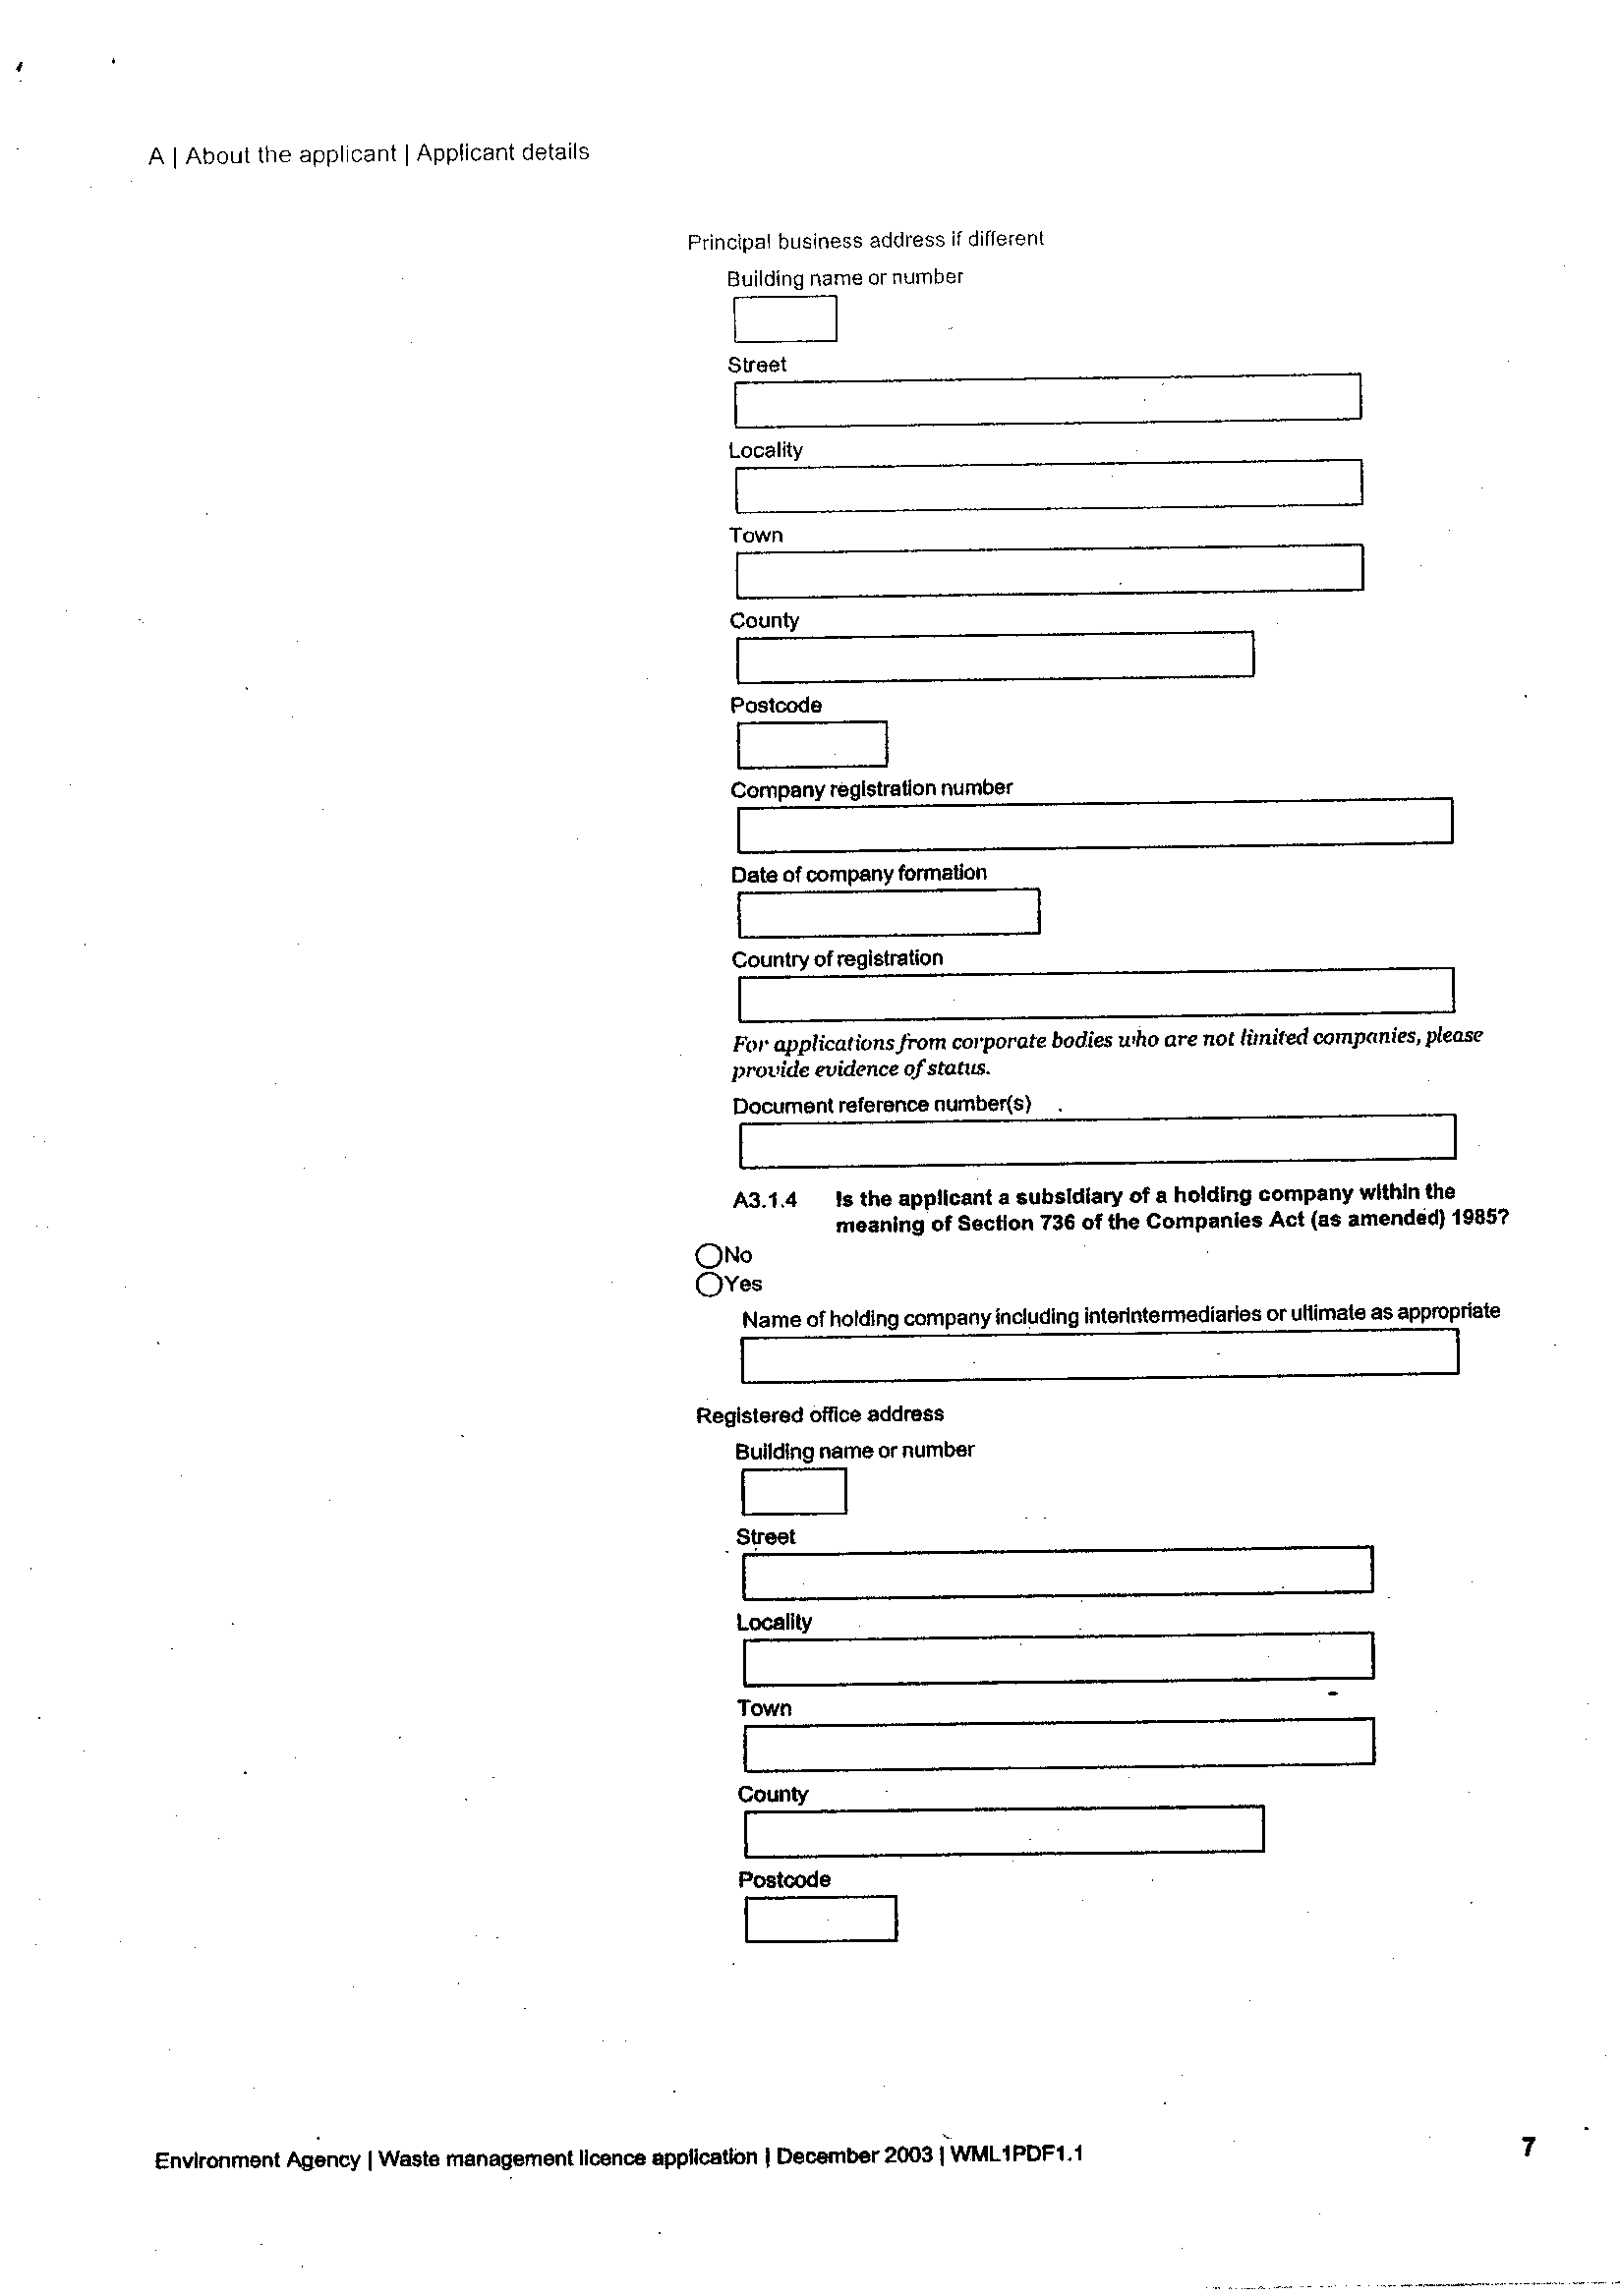 A | About the applicant | Applicant details
Principal business address if different
Building name or number
Street
Locality
Town
County
Postcode
Company registration number
Date of company formation
Country of registration
For applications from corporate bodies who are not limited companies, please
provide evidence of status.
Document reference number(s)
A3.1.4 Is the applicant a subsidiary of a holding company within the
meaning of Section 736 of the Companies Act (as amended) 1985?
No
Yes
Name of holding company including interintermediaries or ultimate as appropriate
Registered office address
Building name or number
Street
Locality
Town
County
Postcode
Environment Agency | Waste management licence application | December 2003 | WML1PDF1.1
7